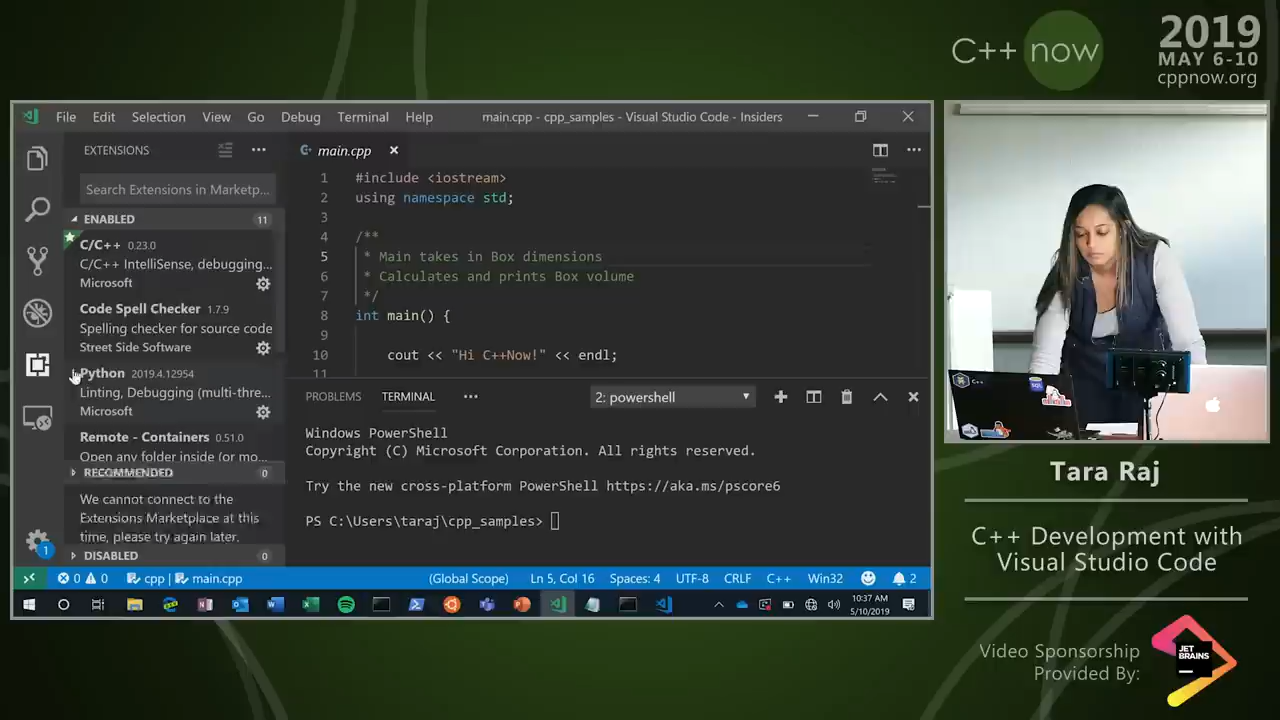 C++ now
2019
MAY 6-10
cppnow.org
File Edit Selection View Go Debug Terminal Help main.cpp - cpp_samples - Visual Studio Code - Insiders
EXTENSIONS
Search Extensions in Marketp...
ENABLED 11
C/C++ 0.23.0
C/C++ IntelliSense, debugging...
Microsoft
Code Spell Checker 1.7.9
Spelling checker for source code
Street Side Software
Python 2019.4.12954
Linting, Debugging (multi-thre...
Microsoft
Remote - Containers 0.51.0
Open any folder inside (or mo...
RECOMMENDED 0
We cannot connect to the
Extensions Marketplace at this
time, please try again later.
DISABLED 0
main.cpp
1 #include <iostream>
2 using namespace std;
3
4 /**
5 * Main takes in Box dimensions
6 * Calculates and prints Box volume
7 */
8 int main() {
9
10 cout << "Hi C++Now!" << endl;
11
PROBLEMS TERMINAL ... 2: powershell
Windows PowerShell
Copyright (C) Microsoft Corporation. All rights reserved.
Try the new cross-platform PowerShell https://aka.ms/pscore6
PS C:\Users\taraj\cpp_samples>
1
0 0 cpp | main.cpp (Global Scope) Ln 5, Col 16 Spaces: 4 UTF-8 CRLF C++ Win32 2
10:37 AM
5/10/2019
Tara Raj
C++ Development with
Visual Studio Code
Video Sponsorship
Provided By:
JET
BRAINS